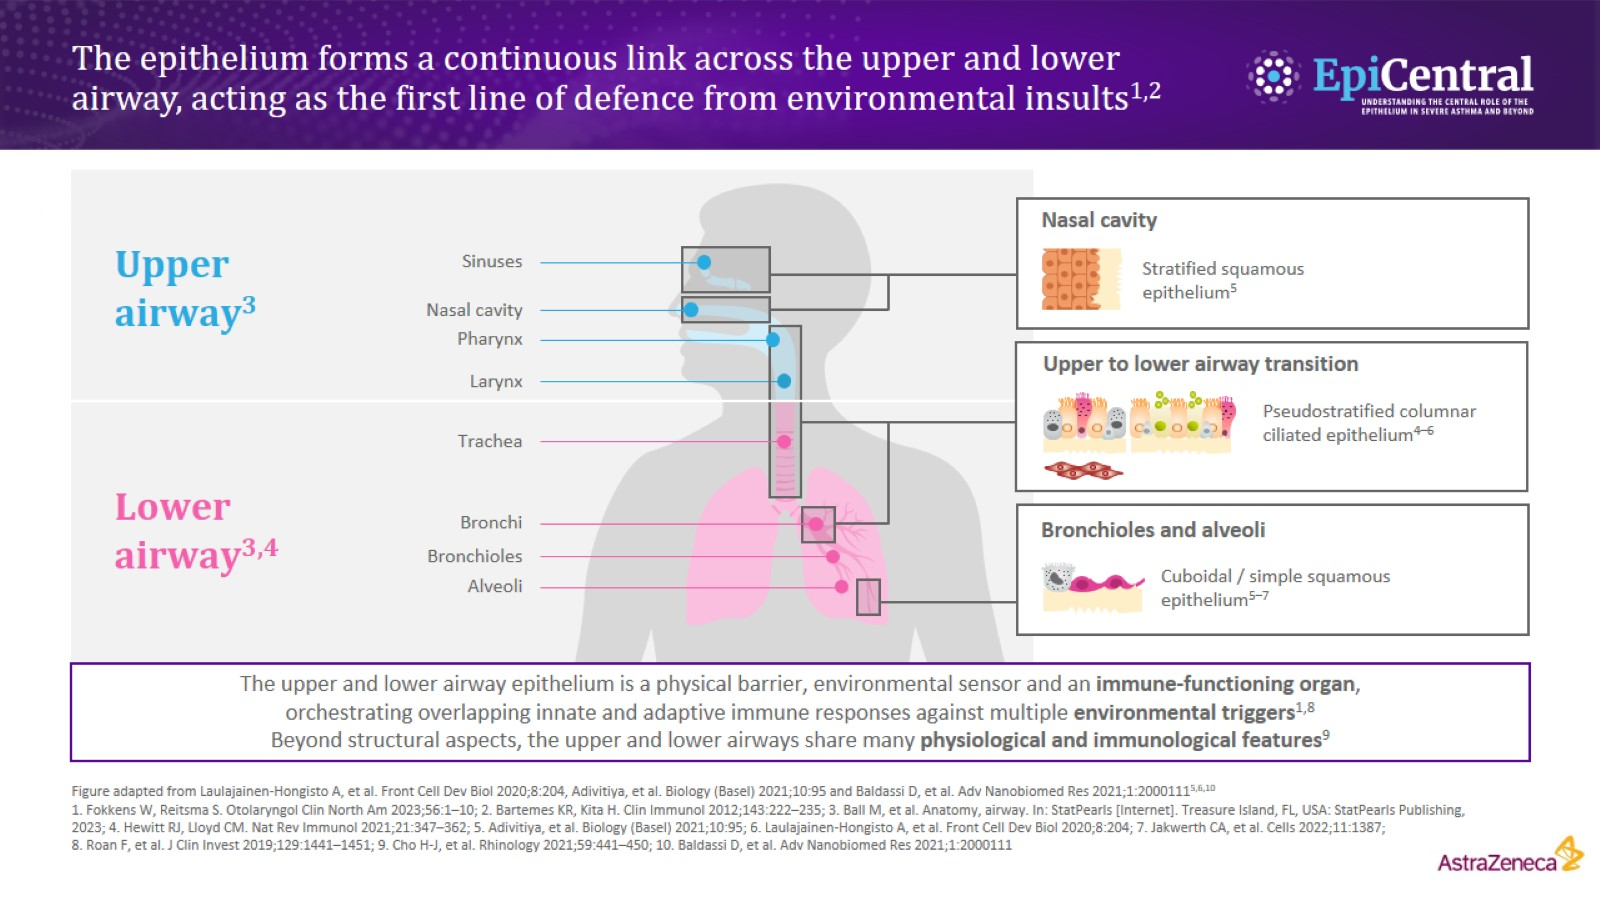 The epithelium forms a continuous link across the upper and lower
airway, acting as the first line of defence from environmental insults1,2
EpiCentral
UNDERSTANDING THE CENTRAL ROLE OF THE
EPITHELIUM IN SEVERE ASTHMA AND BEYOND
Upper
airway3
Sinuses
Nasal cavity
Pharynx
Larynx
Lower
airway3,4
Trachea
Bronchi
Bronchioles
Alveoli
Nasal cavity
Stratified squamous
epithelium5
Upper to lower airway transition
Pseudostratified columnar
ciliated epithelium4–6
Bronchioles and alveoli
Cuboidal / simple squamous
epithelium5–7
The upper and lower airway epithelium is a physical barrier, environmental sensor and an immune-functioning organ,
orchestrating overlapping innate and adaptive immune responses against multiple environmental triggers1,8
Beyond structural aspects, the upper and lower airways share many physiological and immunological features9
Figure adapted from Laulajainen-Hongisto A, et al. Front Cell Dev Biol 2020;8:204, Adivitiya, et al. Biology (Basel) 2021;10:95 and Baldassi D, et al. Adv Nanobiomed Res 2021;1:20001115,6,10
1. Fokkens W, Reitsma S. Otolaryngol Clin North Am 2023;56:1–10; 2. Bartemes KR, Kita H. Clin Immunol 2012;143:222–235; 3. Ball M, et al. Anatomy, airway. In: StatPearls [Internet]. Treasure Island, FL, USA: StatPearls Publishing,
2023; 4. Hewitt RJ, Lloyd CM. Nat Rev Immunol 2021;21:347–362; 5. Adivitiya, et al. Biology (Basel) 2021;10:95; 6. Laulajainen-Hongisto A, et al. Front Cell Dev Biol 2020;8:204; 7. Jakwerth CA, et al. Cells 2022;11:1387;
8. Roan F, et al. J Clin Invest 2019;129:1441–1451; 9. Cho H-J, et al. Rhinology 2021;59:441–450; 10. Baldassi D, et al. Adv Nanobiomed Res 2021;1:2000111
AstraZeneca